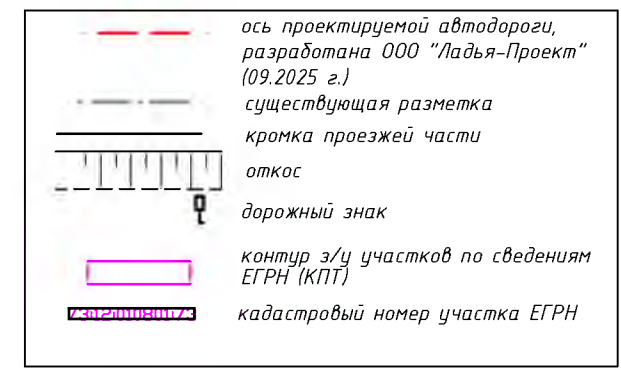 ось проектируемой автодороги,
разработана ООО "Ладья-Проект"
(09.2025 г.)
существующая разметка
кромка проезжей части
откос
дорожный знак
контур з/у участков по сведениям
ЕГРН (КПТ)
кадастровый номер участка ЕГРН